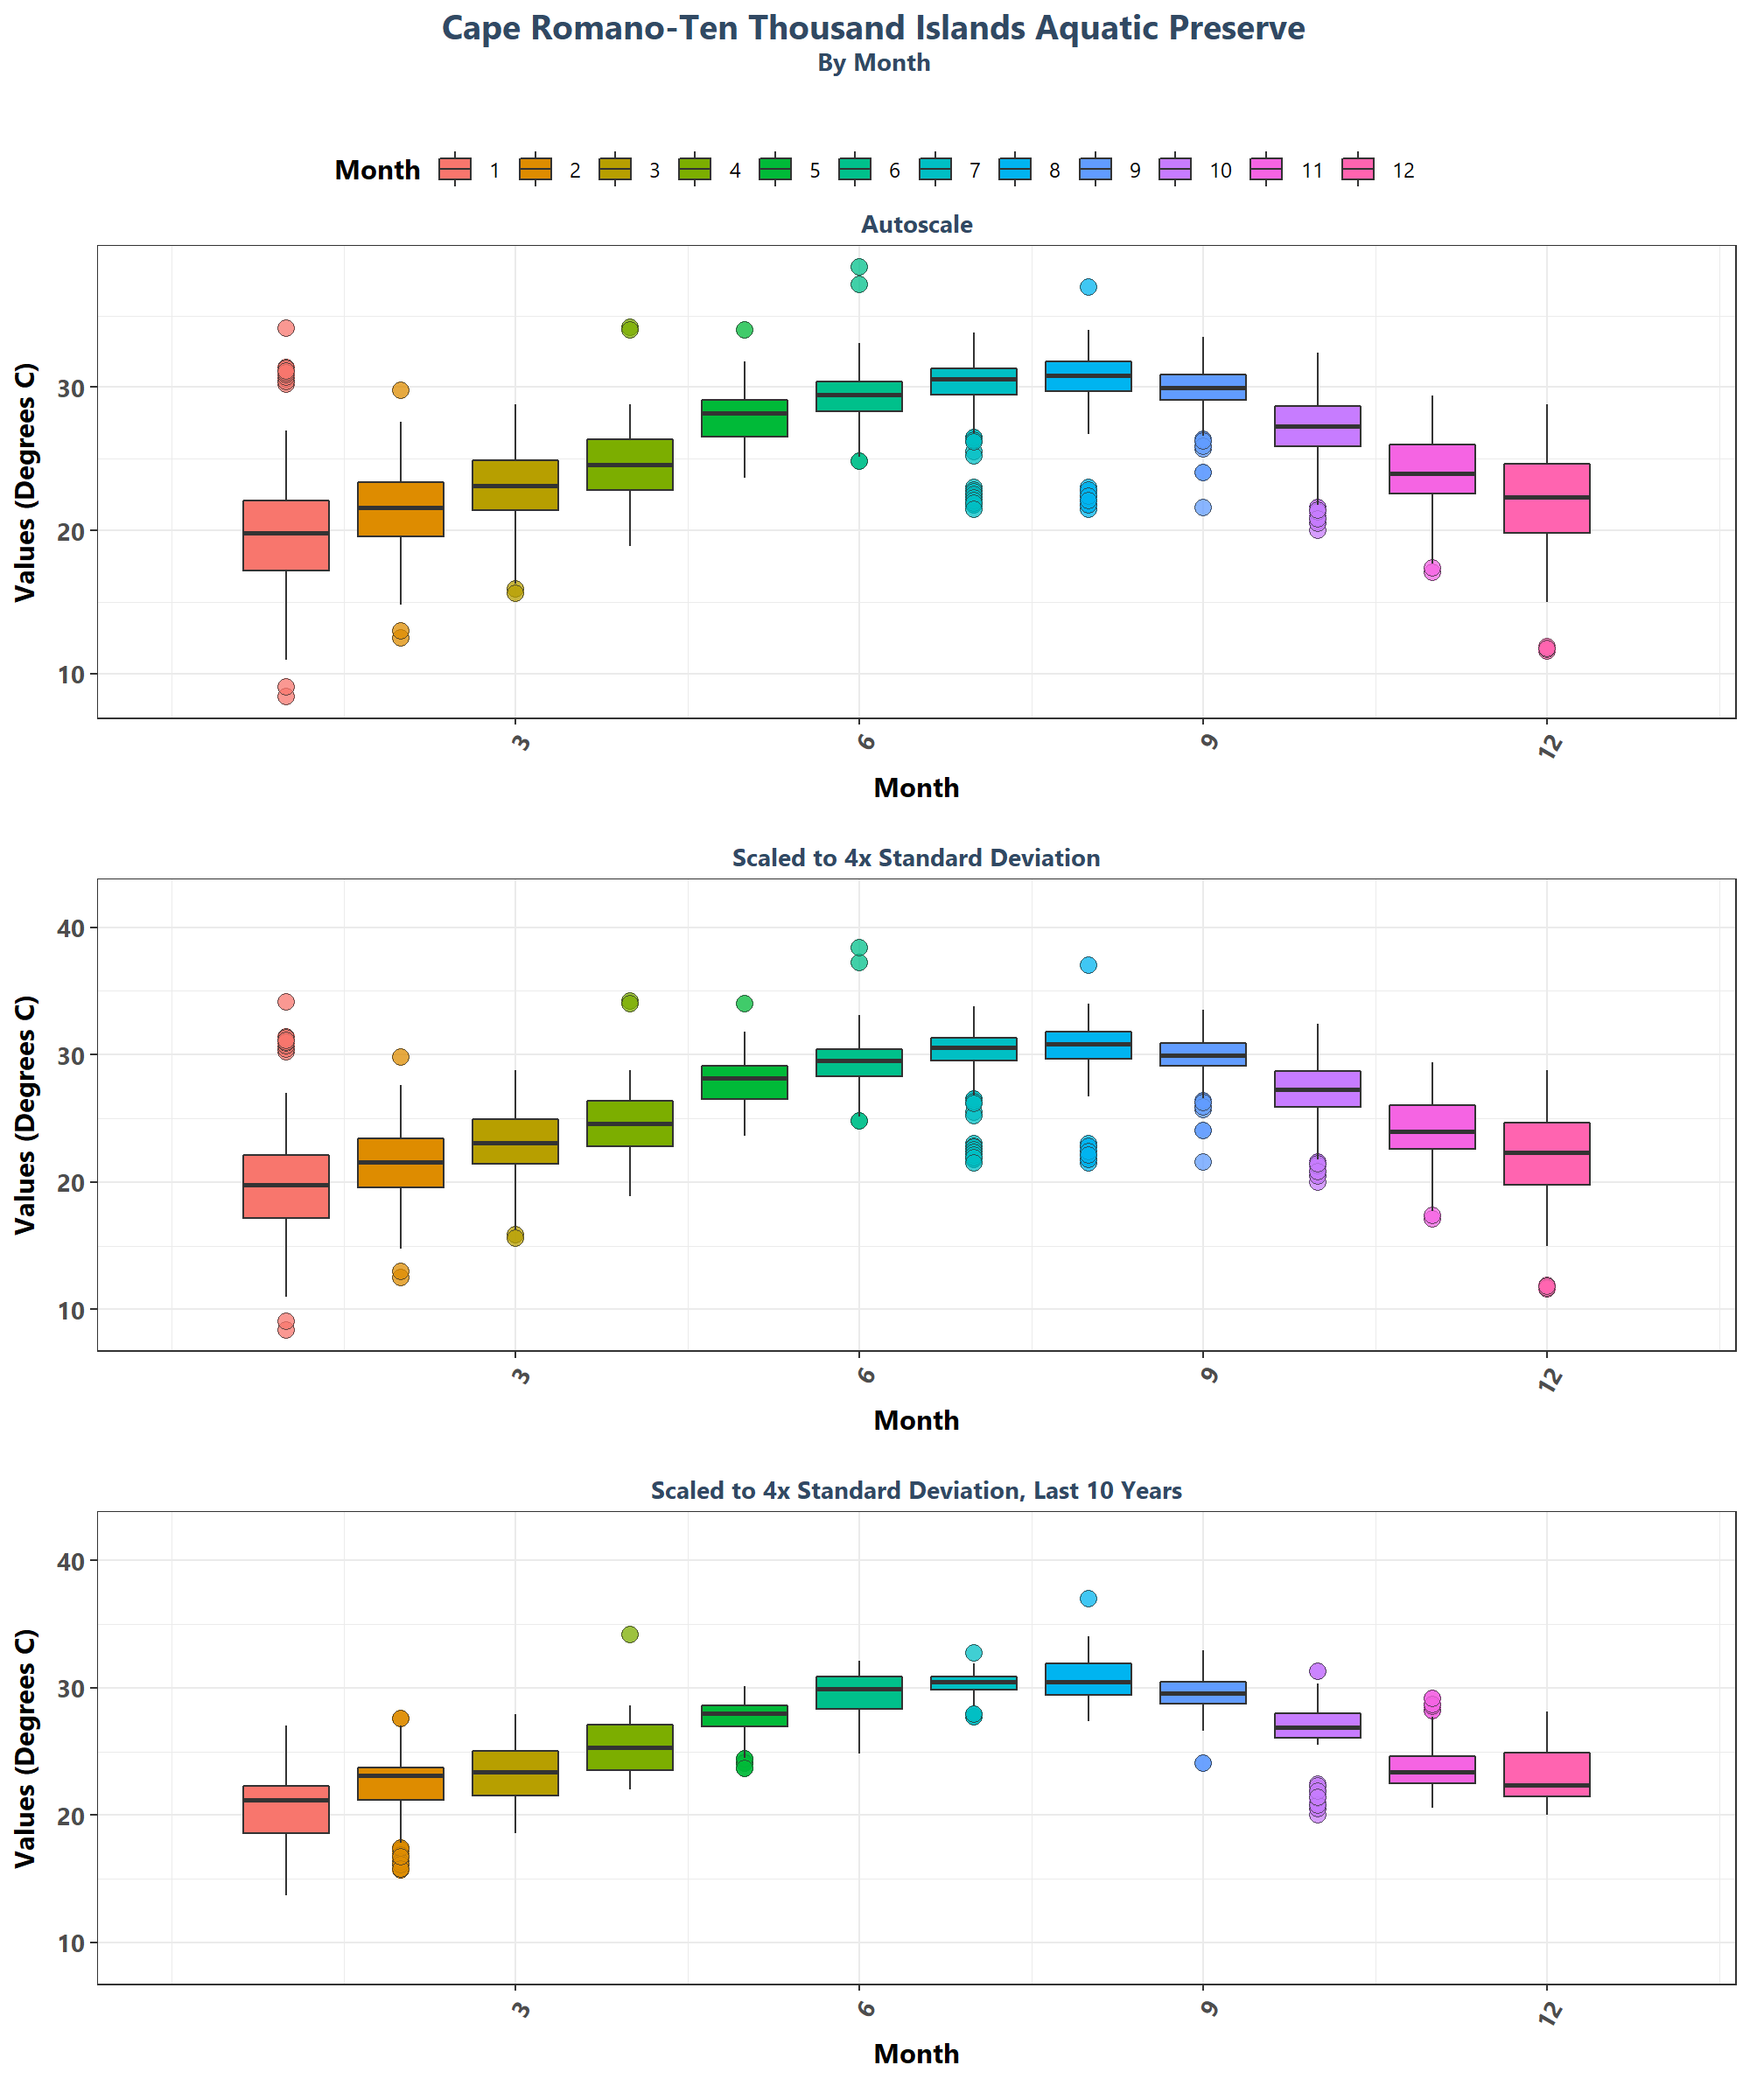 Cape Romano-Ten Thousand Islands Aquatic Preserve
By Month
Month 1 2 3 4 5 6 7 8 9 10 11 12
Autoscale
Values (Degrees C)
30
20
10
3 6 9 12
Month
Scaled to 4x Standard Deviation
Values (Degrees C)
40
30
20
10
3 6 9 12
Month
Scaled to 4x Standard Deviation, Last 10 Years
Values (Degrees C)
40
30
20
10
3 6 9 12
Month